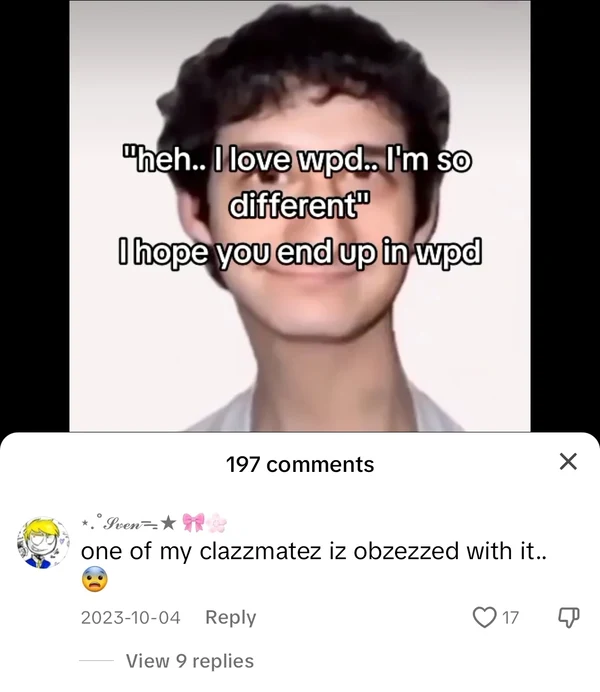 "heh.. I love wpd.. I'm so
different"
I hope you end up in wpd
197 comments
⋆.˚𝒮𝓋𝑒𝓃=͟͟͞͞★ 🎀🌸
one of my clazzmatez iz obzezzed with it..
😨
2023-10-04 Reply 17
View 9 replies